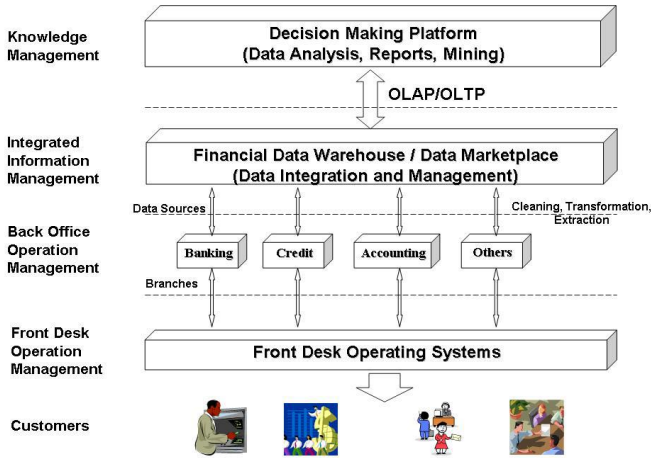 Knowledge
Management
Decision Making Platform
(Data Analysis, Reports, Mining)
OLAP/OLTP
Integrated
Information
Management
Financial Data Warehouse / Data Marketplace
(Data Integration and Management)
Data Sources
Cleaning, Transformation,
Extraction
Back Office
Operation
Management
Banking
Credit
Accounting
Others
Branches
Front Desk
Operation
Management
Front Desk Operating Systems
Customers